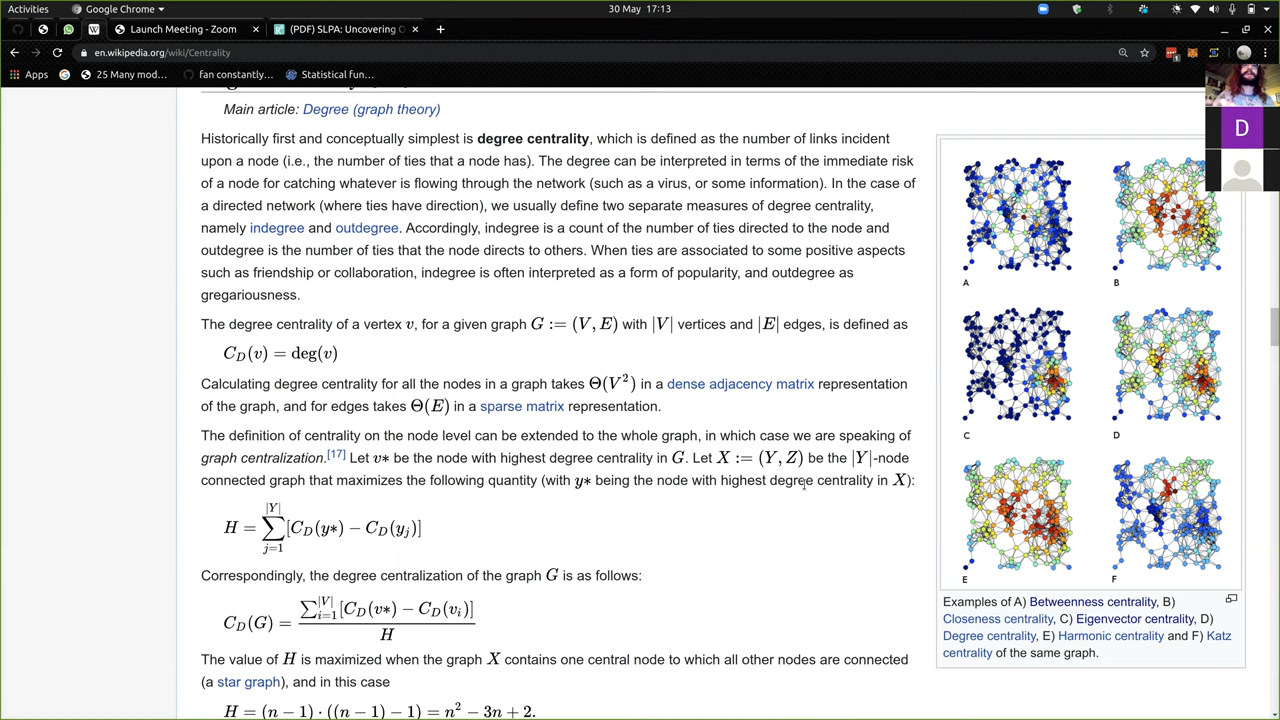 Activities
Google Chrome
30 May 17:13
Launch Meeting - Zoom
(PDF) SLPA: Uncovering O
en.wikipedia.org/wiki/Centrality
Apps
25 Many mod…
fan constantly…
Statistical fun…
Main article: Degree (graph theory)
Historically first and conceptually simplest is degree centrality, which is defined as the number of links incident
upon a node (i.e., the number of ties that a node has). The degree can be interpreted in terms of the immediate risk
of a node for catching whatever is flowing through the network (such as a virus, or some information). In the case of
a directed network (where ties have direction), we usually define two separate measures of degree centrality,
namely indegree and outdegree. Accordingly, indegree is a count of the number of ties directed to the node and
outdegree is the number of ties that the node directs to others. When ties are associated to some positive aspects
such as friendship or collaboration, indegree is often interpreted as a form of popularity, and outdegree as
gregariousness.
The degree centrality of a vertex v, for a given graph G := (V, E) with |V| vertices and |E| edges, is defined as
C_D(v) = deg(v)
Calculating degree centrality for all the nodes in a graph takes Θ(V²) in a dense adjacency matrix representation
of the graph, and for edges takes Θ(E) in a sparse matrix representation.
The definition of centrality on the node level can be extended to the whole graph, in which case we are speaking of
graph centralization.[17] Let v* be the node with highest degree centrality in G. Let X := (Y, Z) be the |Y|-node
connected graph that maximizes the following quantity (with y* being the node with highest degree centrality in X):
H = ∑_{j=1}^{|Y|} [C_D(y*) − C_D(y_j)]
Correspondingly, the degree centralization of the graph G is as follows:
C_D(G) = ∑_{i=1}^{|V|} [C_D(v*) − C_D(v_i)] / H
The value of H is maximized when the graph X contains one central node to which all other nodes are connected
(a star graph), and in this case
H = (n − 1) · ((n − 1) − 1) = n² − 3n + 2.
D
A
B
C
D
E
F
Examples of A) Betweenness centrality, B)
Closeness centrality, C) Eigenvector centrality, D)
Degree centrality, E) Harmonic centrality and F) Katz
centrality of the same graph.